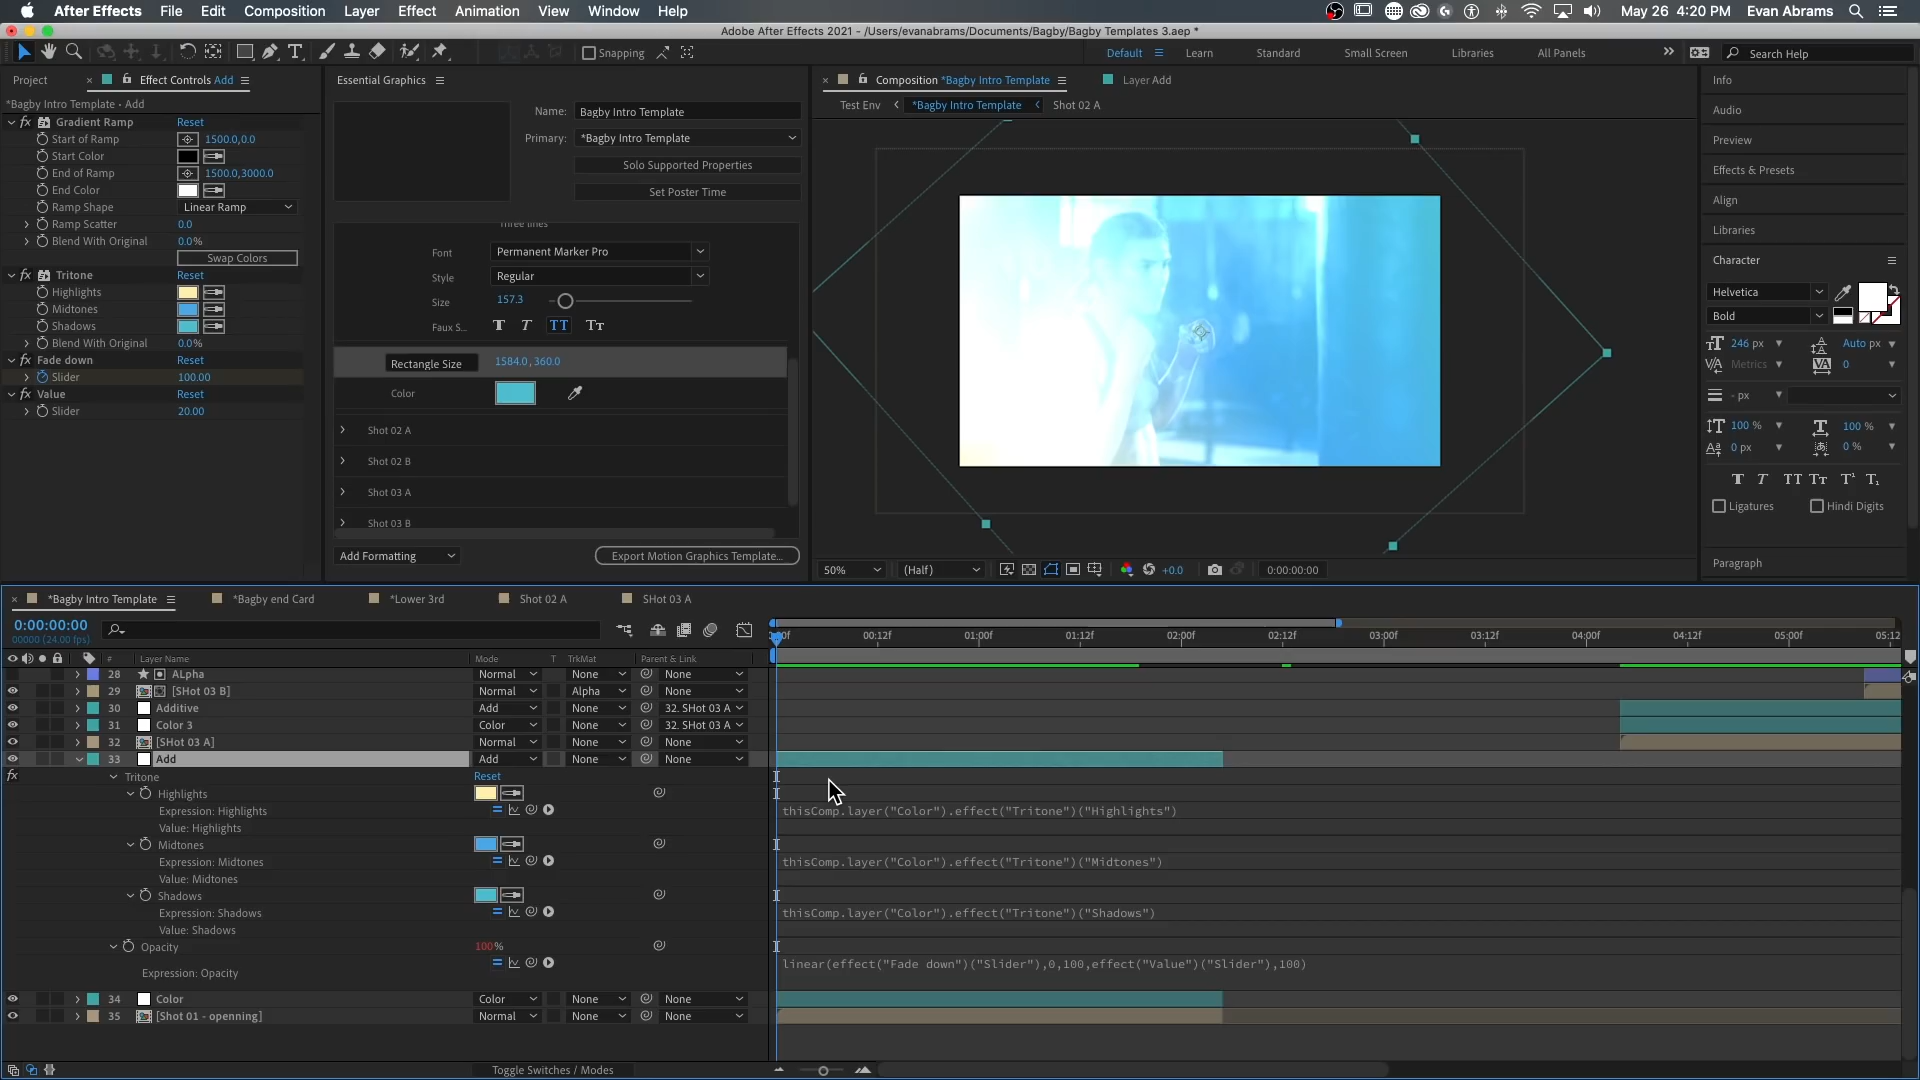 After Effects File Edit Composition Layer Effect Animation View Window Help May 26 4:20 PM Evan Abrams
Adobe After Effects 2021 - /Users/evanabrams/Documents/Bagby/Bagby Templates 3.aep *
Snapping Default Learn Standard Small Screen Libraries All Panels Search Help
Project Effect Controls Add
*Bagby Intro Template • Add
Gradient Ramp Reset
Start of Ramp 1500.0,0.0
Start Color
End of Ramp 1500.0,3000.0
End Color
Ramp Shape Linear Ramp
Ramp Scatter 0.0
Blend With Original 0.0%
Swap Colors
Tritone Reset
Highlights
Midtones
Shadows
Blend With Original 0.0%
Fade down Reset
Slider 100.00
Value Reset
Slider 20.00
Essential Graphics
Name: Bagby Intro Template
Primary: *Bagby Intro Template
Solo Supported Properties
Set Poster Time
Three lines
Font Permanent Marker Pro
Style Regular
Size 157.3
Faux S... T T TT Tт
Rectangle Size 1584.0, 360.0
Color
Shot 02 A
Shot 02 B
Shot 03 A
Shot 03 B
Add Formatting Export Motion Graphics Template...
Composition *Bagby Intro Template Layer Add
Test Env *Bagby Intro Template Shot 02 A
50% (Half) +0.0 0:00:00:00
Info
Audio
Preview
Effects & Presets
Align
Libraries
Character
Helvetica
Bold
246 px Auto px
Metrics 0
- px
100 % 100 %
0 px 0 %
T T TT Tт T¹ T₁
Ligatures Hindi Digits
Paragraph
*Bagby Intro Template *Bagby end Card *Lower 3rd Shot 02 A SHot 03 A
0:00:00:00
00000 (24.00 fps)
00f 00:12f 01:00f 01:12f 02:00f 02:12f 03:00f 03:12f 04:00f 04:12f 05:00f 05:12
# Layer Name Mode T TrkMat Parent & Link
28 ALpha Normal None None
29 [SHot 03 B] Normal Alpha None
30 Additive Add None 32. SHot 03 A
31 Color 3 Color None 32. SHot 03 A
32 [SHot 03 A] Normal None None
33 Add Add None None
fx Tritone Reset
Highlights
Expression: Highlights thisComp.layer("Color").effect("Tritone")("Highlights")
Value: Highlights
Midtones
Expression: Midtones thisComp.layer("Color").effect("Tritone")("Midtones")
Value: Midtones
Shadows
Expression: Shadows thisComp.layer("Color").effect("Tritone")("Shadows")
Value: Shadows
Opacity 100%
Expression: Opacity linear(effect("Fade down")("Slider"),0,100,effect("Value")("Slider"),100)
34 Color Color None None
35 [Shot 01 - openning] Normal None None
Toggle Switches / Modes